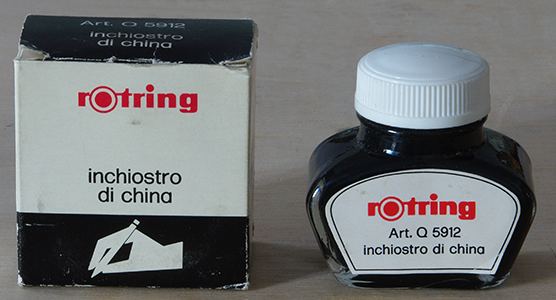 Art. Q 5912
inchiostro
di china
rotring
inchiostro
di china
rotring
Art. Q 5912
inchiostro di china